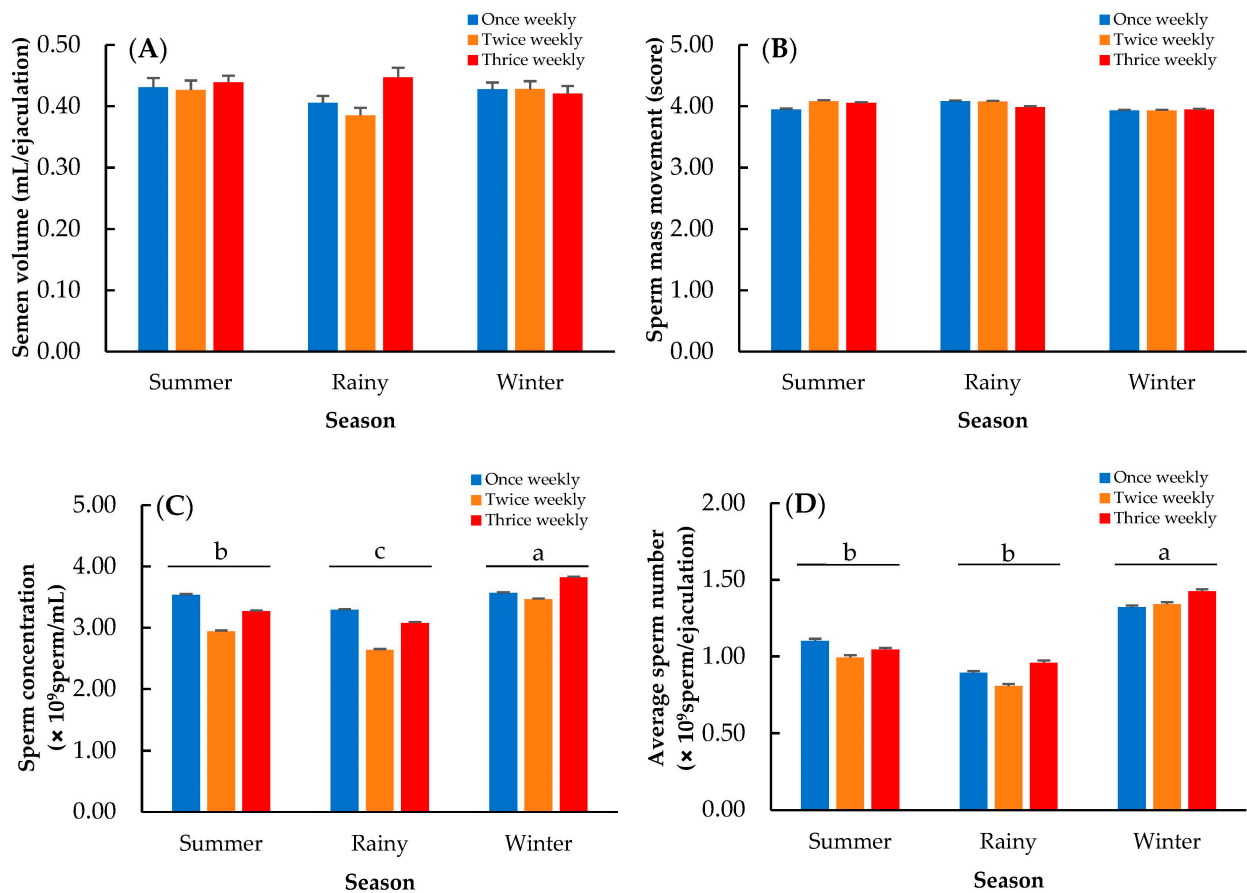 (A)
Once weekly
Twice weekly
Thrice weekly
Semen volume (mL/ejaculation)
0.50
0.40
0.30
0.20
0.10
0.00
Summer Rainy Winter
Season
(B)
Once weekly
Twice weekly
Thrice weekly
Sperm mass movement (score)
5.00
4.00
3.00
2.00
1.00
0.00
Summer Rainy Winter
Season
(C)
Once weekly
Twice weekly
Thrice weekly
Sperm concentration
(× 10⁹sperm/mL)
5.00
4.00
3.00
2.00
1.00
0.00
b c a
Summer Rainy Winter
Season
(D)
Once weekly
Twice weekly
Thrice weekly
Average sperm number
(× 10⁹sperm/ejaculation)
2.00
1.50
1.00
0.50
0.00
b b a
Summer Rainy Winter
Season